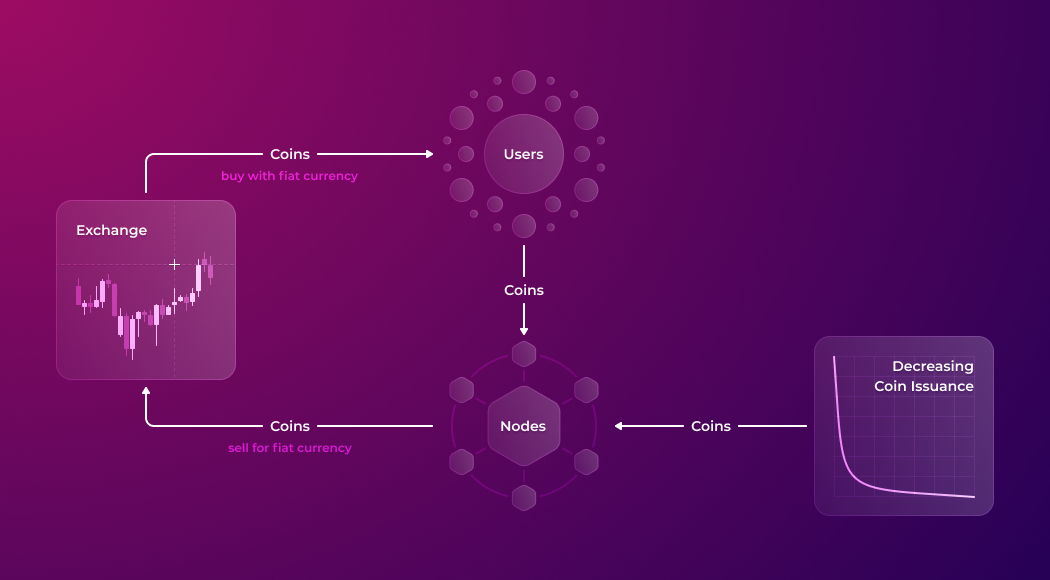 Coins
buy with fiat currency
Users
Exchange
Coins
Nodes
Coins
sell for fiat currency
Coins
Decreasing
Coin Issuance